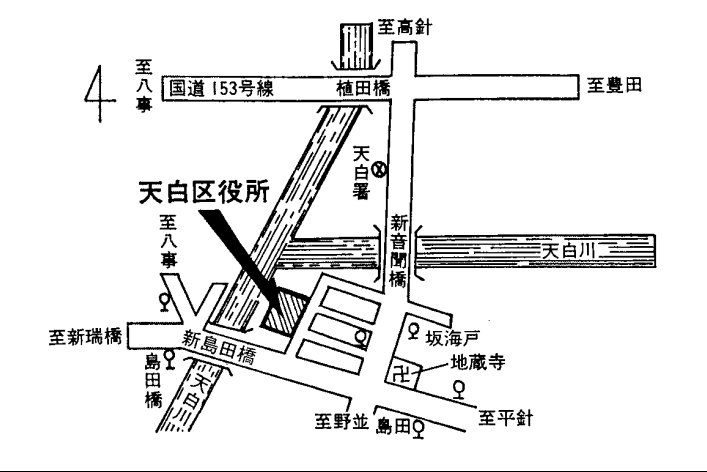 至高針
至八事
国道153号線
植田橋
至豊田
天白署
天白区役所
至八事
新音聞橋
天白川
至新瑞橋
新島田橋
坂海戸
地蔵寺
卍
島田橋
天白川
至野並
島田
至平針